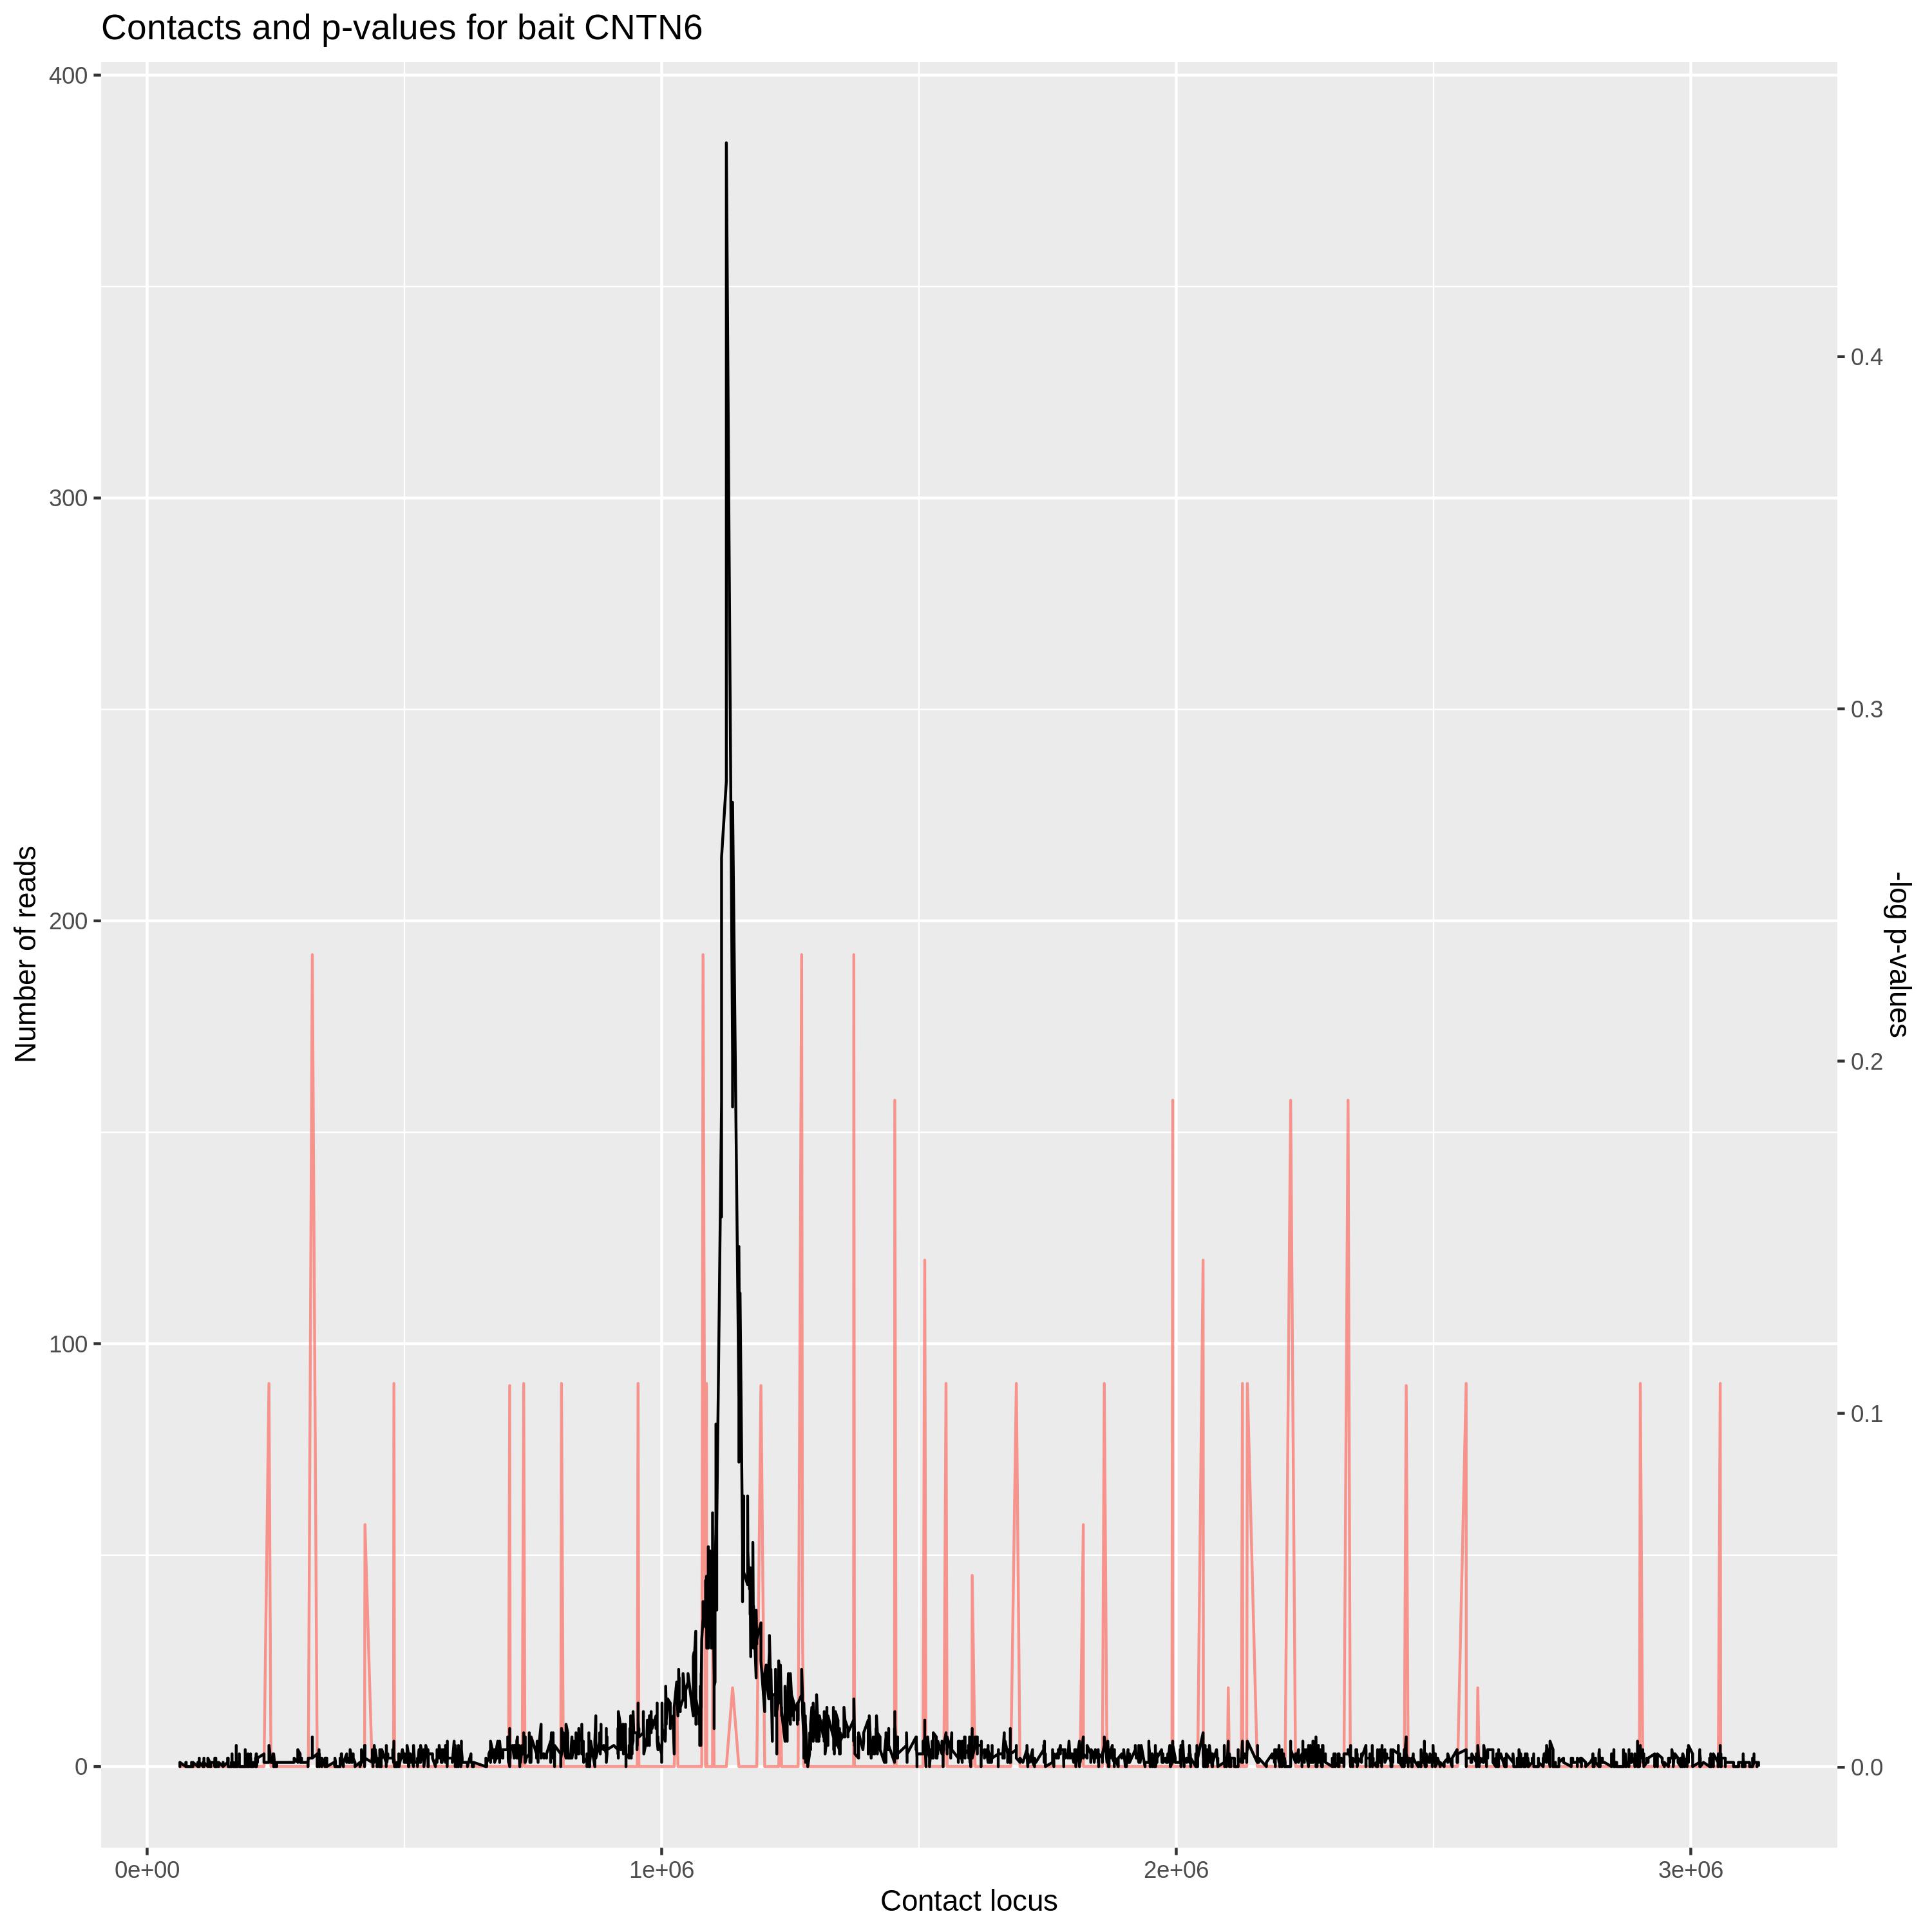 Contacts and p-values for bait CNTN6
400
300
200
100
0
Number of reads
0.4
0.3
0.2
0.1
0.0
-log p-values
0e+00
1e+06
2e+06
3e+06
Contact locus